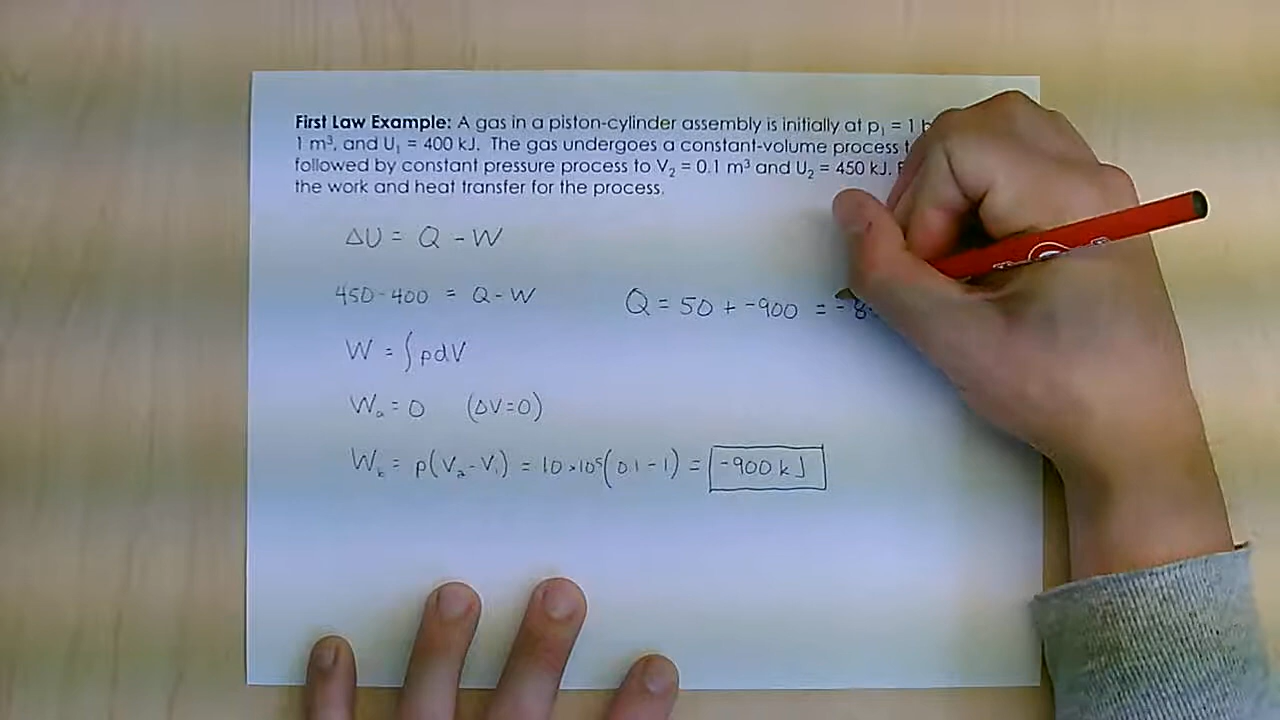 First Law Example: A gas in a piston-cylinder assembly is initially at p₁ = 1
1 m³, and U₁ = 400 kJ. The gas undergoes a constant-volume process
followed by constant pressure process to V₂ = 0.1 m³ and U₂ = 450 kJ.
the work and heat transfer for the process.
ΔU = Q - W
450-400 = Q-W
Q = 50 + -900 = -8
W = ∫pdV
Wₐ = 0 (ΔV=0)
= p(V₂-V₁) = 10×10⁵(0.1-1) = -900 kJ